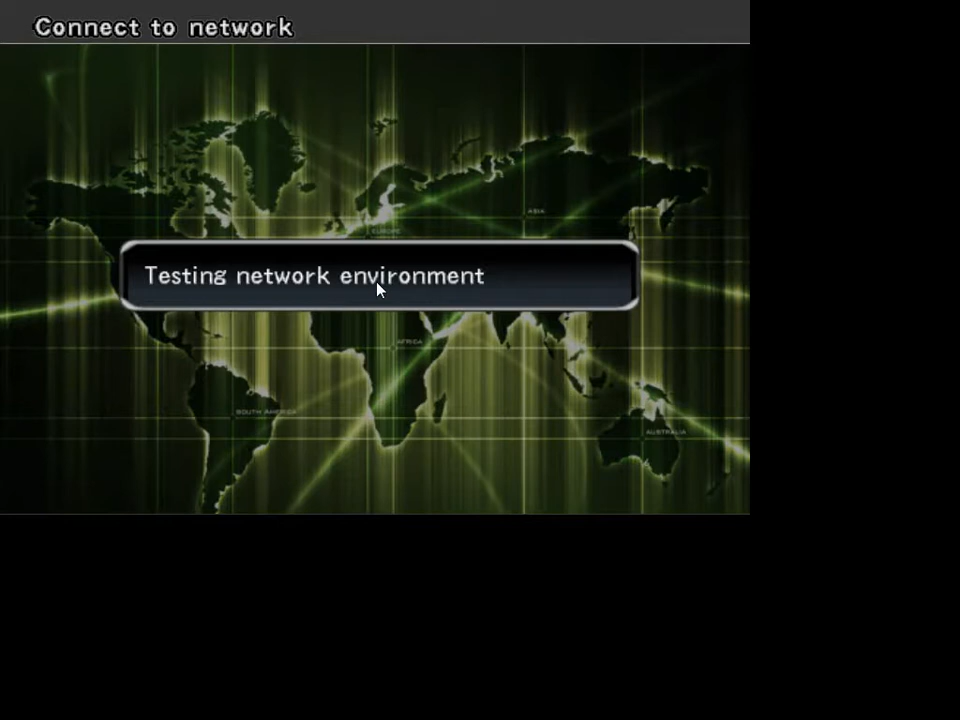 Connect to network
ASIA
EUROPE
Testing network environment
AFRICA
SOUTH AMERICA
AUSTRALIA